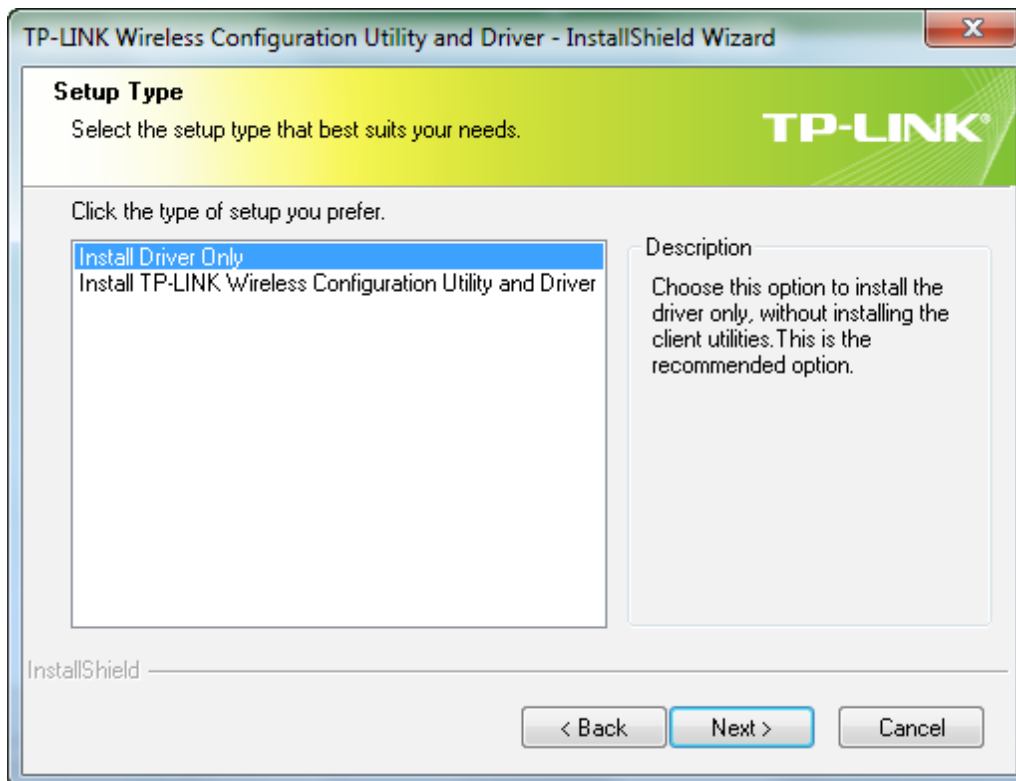 TP-LINK Wireless Configuration Utility and Driver - InstallShield Wizard
X
Setup Type
Select the setup type that best suits your needs.
TP-LINK®
Click the type of setup you prefer.
Install Driver Only
Install TP-LINK Wireless Configuration Utility and Driver
Description
Choose this option to install the
driver only, without installing the
client utilities.This is the
recommended option.
InstallShield
< Back
Next >
Cancel